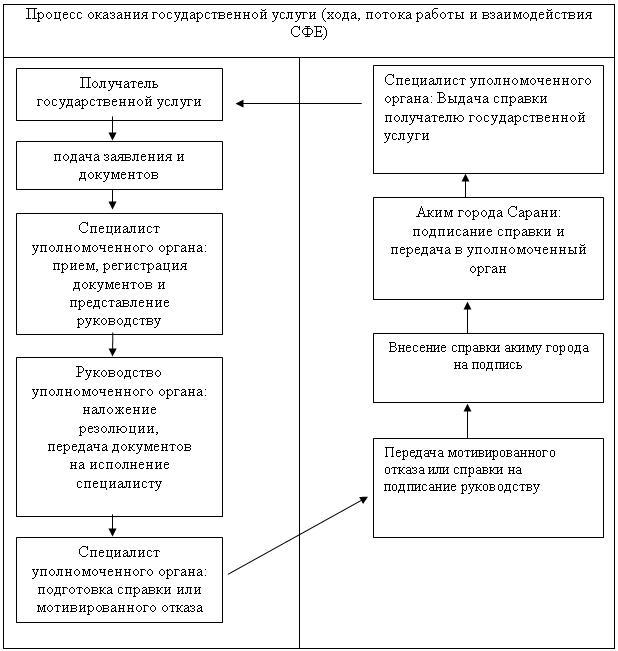 Процесс оказания государственной услуги (хода, потока работы и взаимодействия
СФЕ)
Получатель
государственной услуги
подача заявления и
документов
Специалист
уполномоченного органа:
прием, регистрация
документов и
представление
руководству
Руководство
уполномоченного органа:
наложение
резолюции,
передача документов
на исполнение
специалисту
Специалист
уполномоченного органа:
подготовка справки или
мотивированного отказа
Специалист уполномоченного
органа: Выдача справки
получателю государственной
услуги
Аким города Сарани:
подписание справки и
передача в уполномоченный
орган
Внесение справки акиму города
на подпись
Передача мотивированного
отказа или справки на
подписание руководству